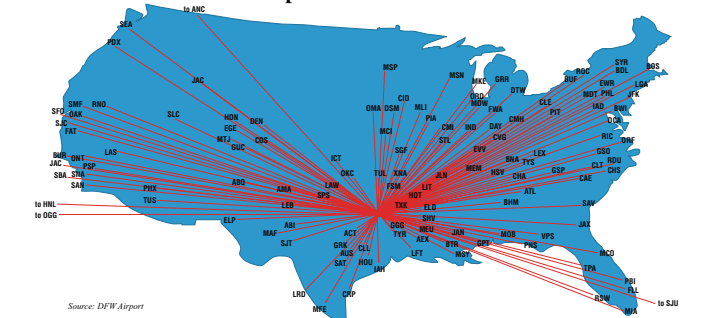 to ANC
SEA
PDX
JAC
MSP
MSN
MKE
GRR
ROC
SYR
BOS
BDL
BUF
DTW
EWR
LGA
MDT PHL
JFK
SMF RNO
SFO
OAK
SJC
FAT
SLC
HDN
DEN
EGE
MTJ
COS
GUC
OMA DSM
CID
MLI
PIA
ORD
MDW
FWA
CLE
PIT
IAD
BWI
DCA
CMH
MCI
CMI
IND
DAY
STL
CVG
RIC
ORF
BUR
ONT
LAS
JAC
PSP
SBA SNA
SAN
PHX
TUS
ABQ
AMA
ICT
OKC
LAW
SPS
LEB
TUL
XNA
SGF
FSM
JLN
LIT
HOT
TXK
ELD
EVV
MEM
BNA
HSV
LEX
TYS
CHA
GSP
GSO
RDU
CLT
CHS
CAE
ATL
BHM
SAV
to HNL
to OGG
ELP
ABI
MAF
SJT
ACT
GRK
CLL
AUS
SAT
HOU
IAH
GGG
TYR
SHV
MEU
AEX
LFT
JAN
BTR
MSY
GPT
MOB
PNS
VPS
JAX
MCO
TPA
PBI
FLL
RSW
MIA
to SJU
LRD
CRP
MFE
Source: DFW Airport